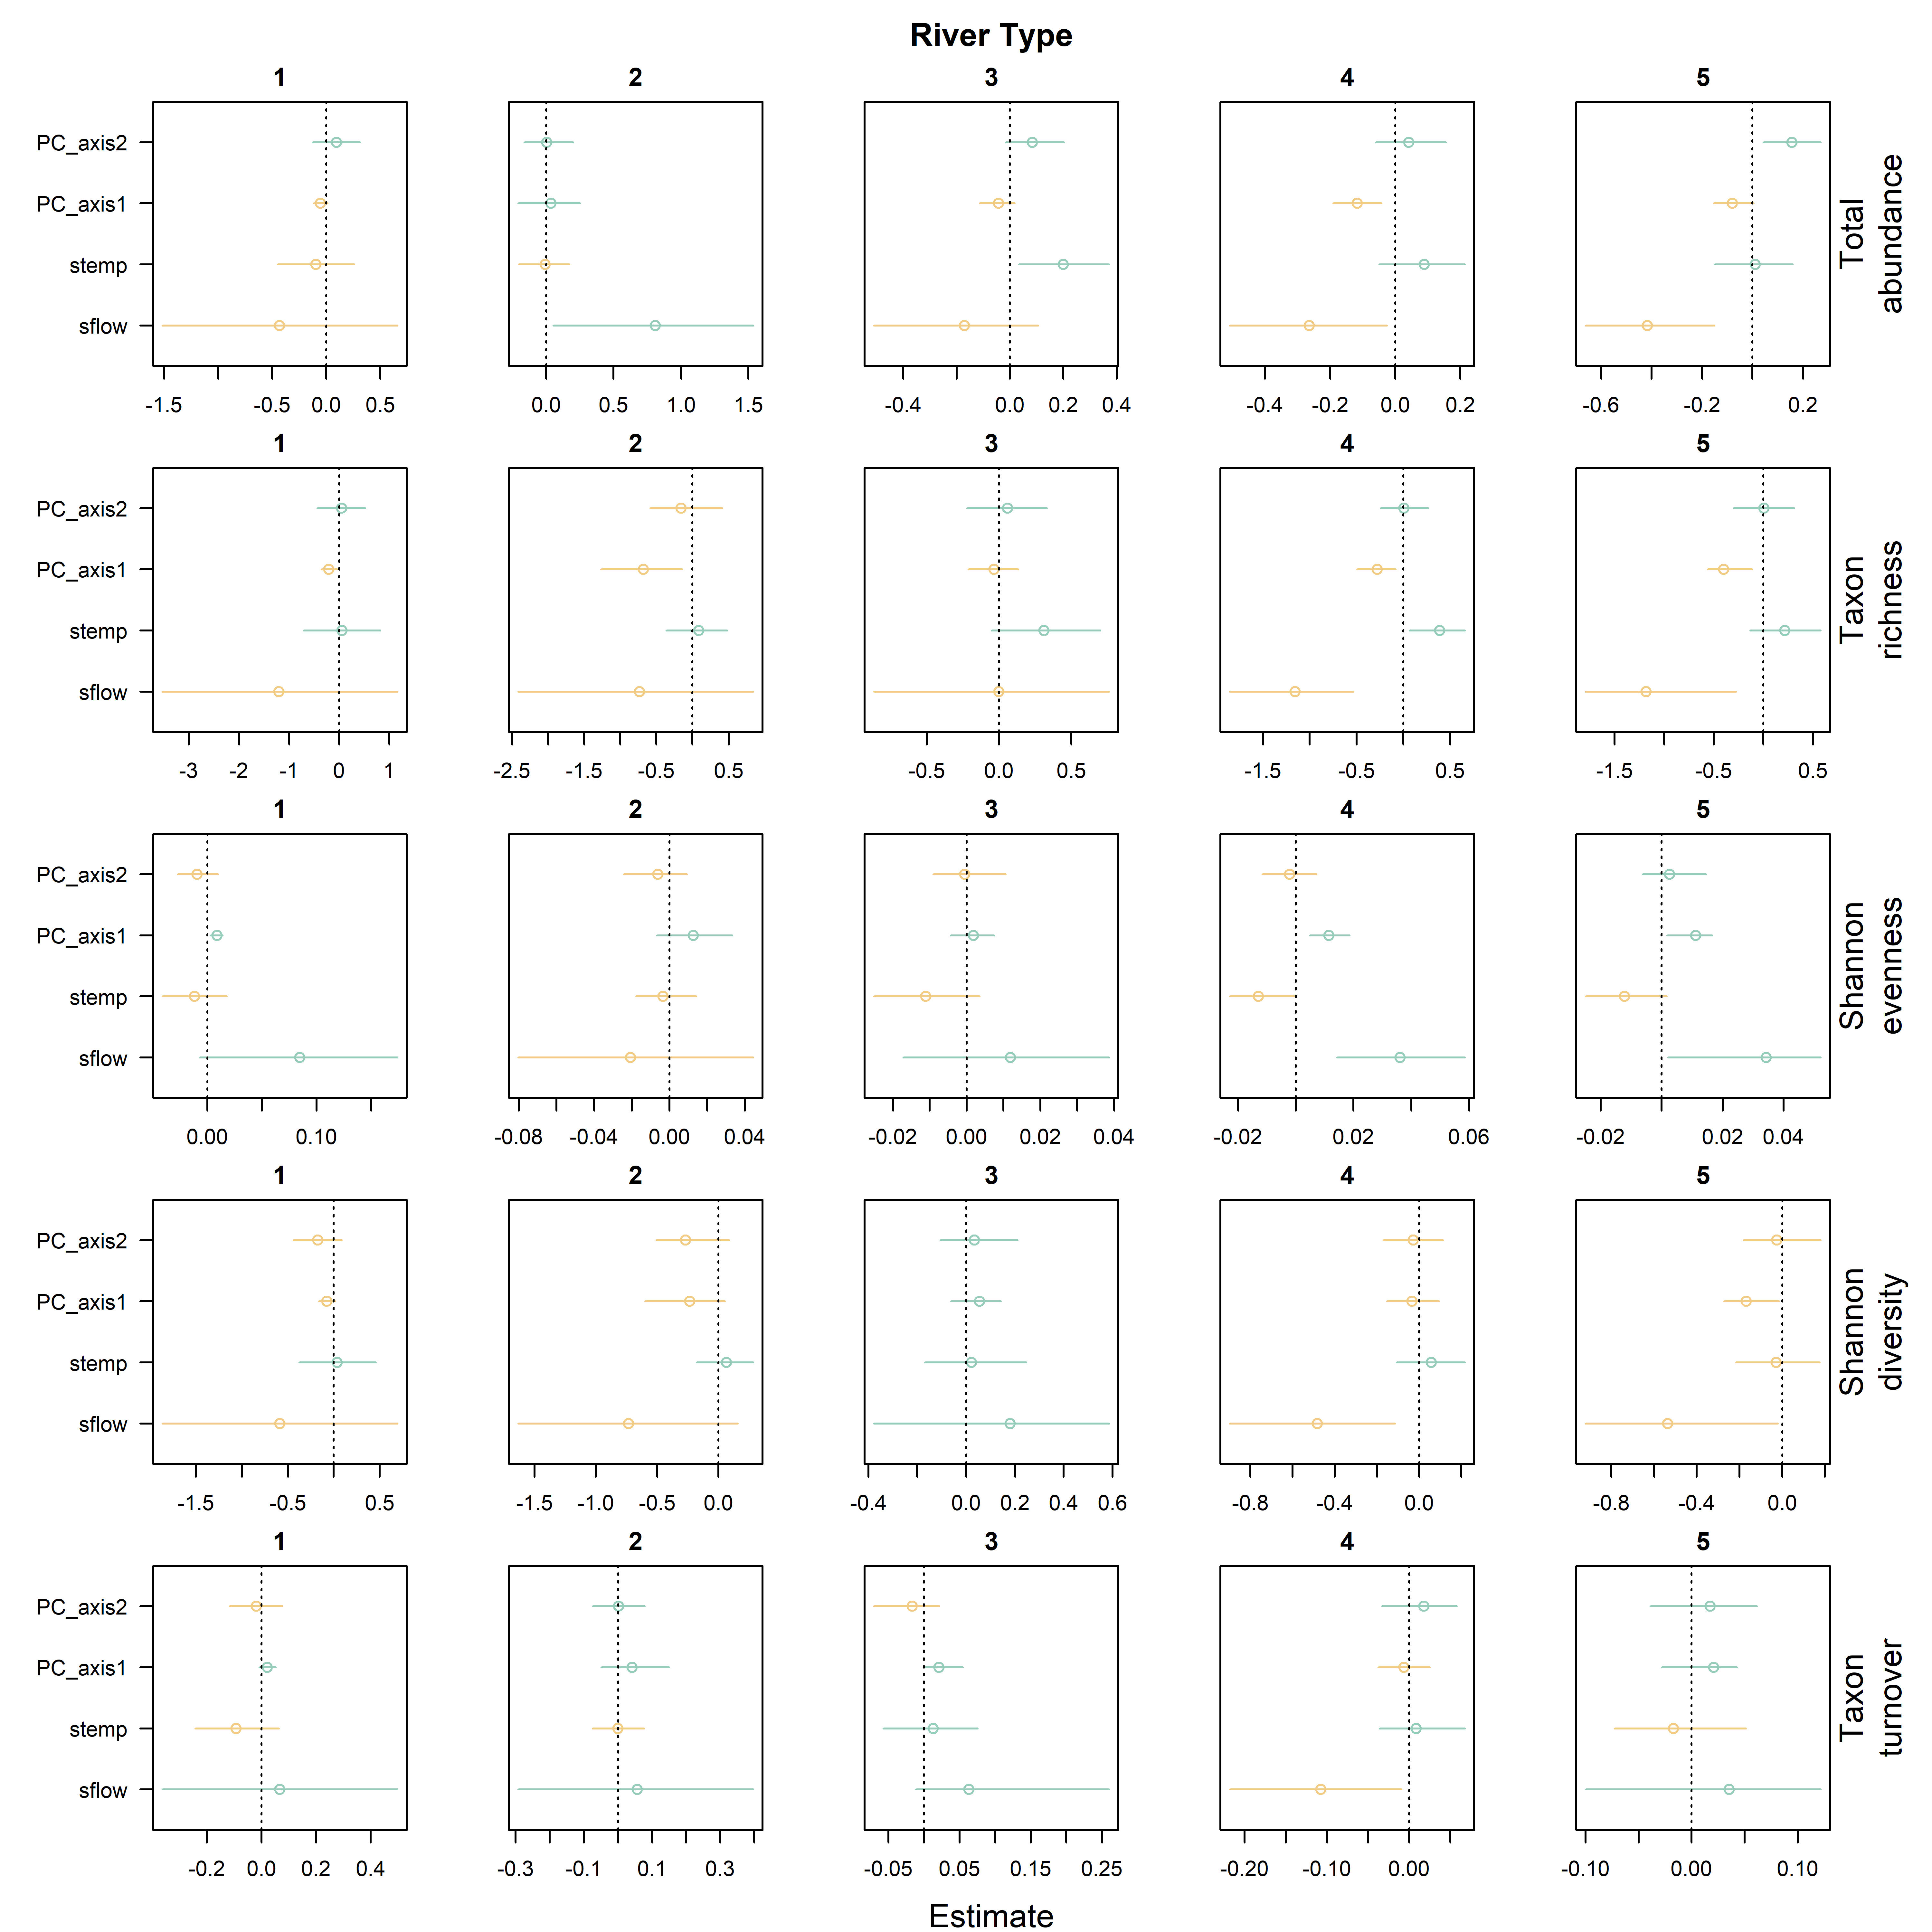 River Type
1 2 3 4 5
PC_axis2
PC_axis1
stemp
sflow
-1.5 -0.5 0.0 0.5
0.0 0.5 1.0 1.5
-0.4 0.0 0.2 0.4
-0.4 -0.2 0.0 0.2
-0.6 -0.2 0.2
Total
abundance
1 2 3 4 5
PC_axis2
PC_axis1
stemp
sflow
-3 -2 -1 0 1
-2.5 -1.5 -0.5 0.5
-0.5 0.0 0.5
-1.5 -0.5 0.5
-1.5 -0.5 0.5
Taxon
richness
1 2 3 4 5
PC_axis2
PC_axis1
stemp
sflow
0.00 0.10
-0.08 -0.04 0.00 0.04
-0.02 0.00 0.02 0.04
-0.02 0.02 0.06
-0.02 0.02 0.04
Shannon
evenness
1 2 3 4 5
PC_axis2
PC_axis1
stemp
sflow
-1.5 -0.5 0.5
-1.5 -1.0 -0.5 0.0
-0.4 0.0 0.2 0.4 0.6
-0.8 -0.4 0.0
-0.8 -0.4 0.0
Shannon
diversity
1 2 3 4 5
PC_axis2
PC_axis1
stemp
sflow
-0.2 0.0 0.2 0.4
-0.3 -0.1 0.1 0.3
-0.05 0.05 0.15 0.25
-0.20 -0.10 0.00
-0.10 0.00 0.10
Taxon
turnover
Estimate